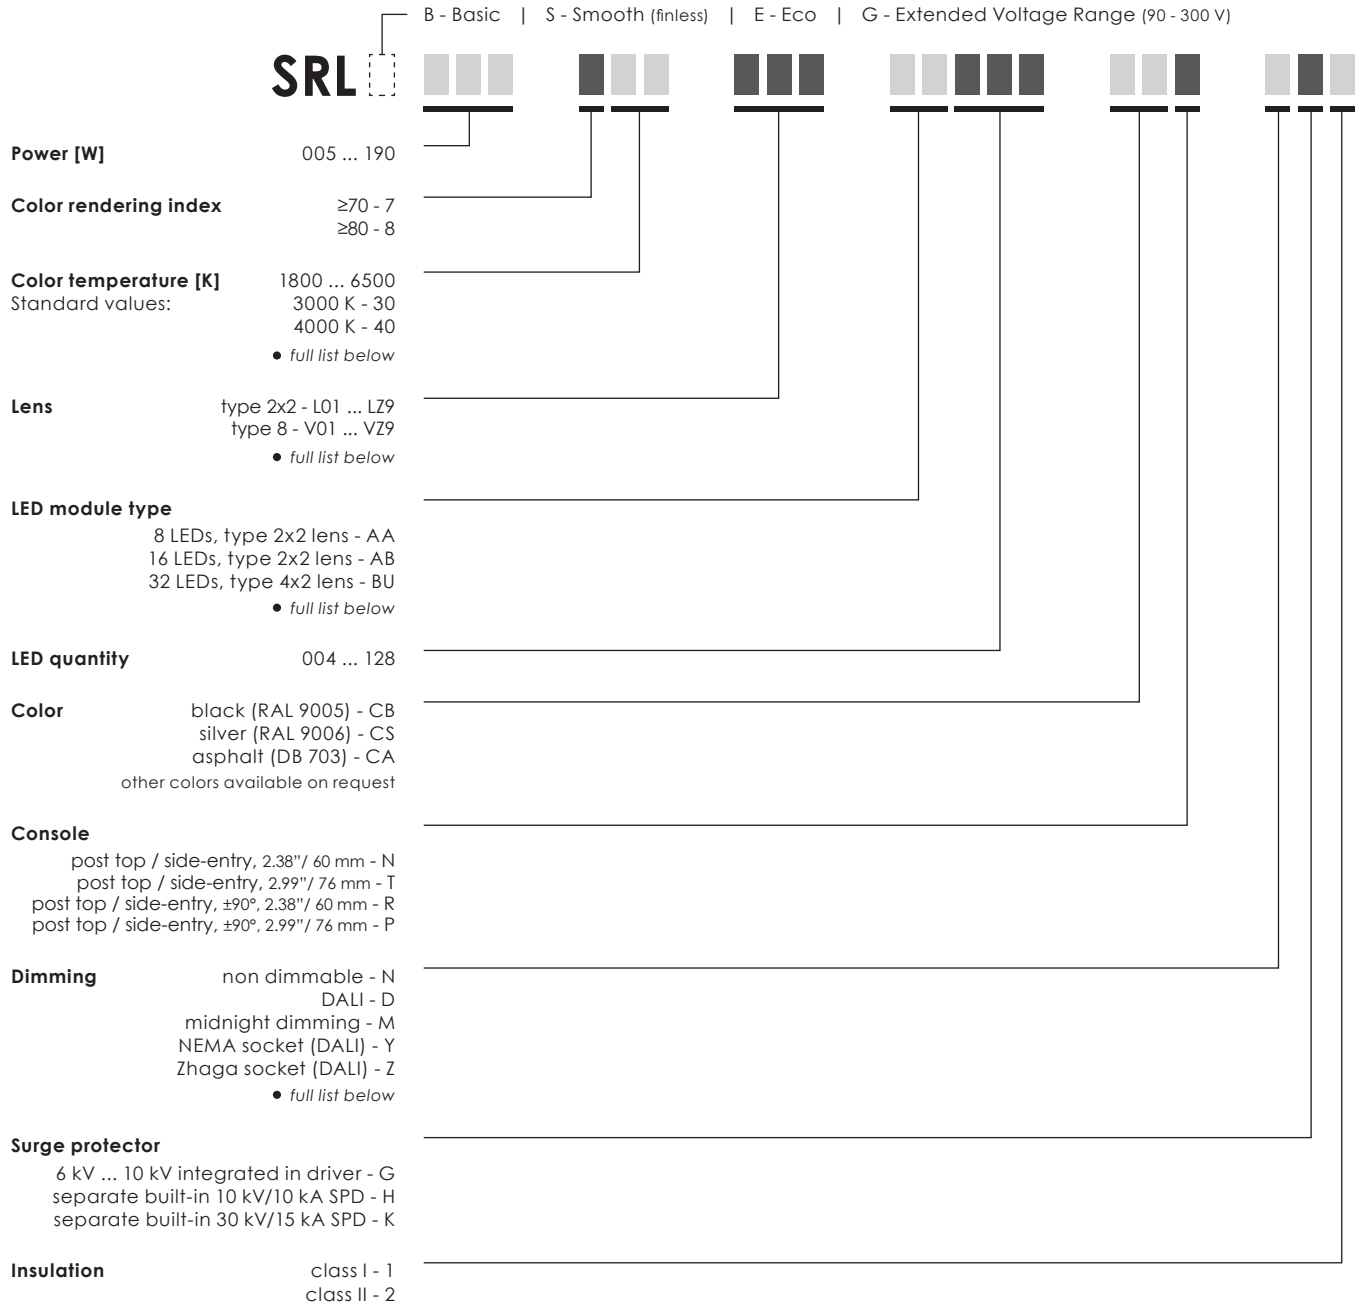 B - Basic | S - Smooth (finless) | E - Eco | G - Extended Voltage Range (90 - 300 V)
SRL
Power [W] 005 ... 190
Color rendering index ≥70 - 7
≥80 - 8
Color temperature [K] 1800 ... 6500
Standard values: 3000 K - 30
4000 K - 40
• full list below
Lens type 2x2 - L01 ... LZ9
type 8 - V01 ... VZ9
• full list below
LED module type
8 LEDs, type 2x2 lens - AA
16 LEDs, type 2x2 lens - AB
32 LEDs, type 4x2 lens - BU
• full list below
LED quantity 004 ... 128
Color black (RAL 9005) - CB
silver (RAL 9006) - CS
asphalt (DB 703) - CA
other colors available on request
Console
post top / side-entry, 2.38”/ 60 mm - N
post top / side-entry, 2.99”/ 76 mm - T
post top / side-entry, ±90°, 2.38”/ 60 mm - R
post top / side-entry, ±90°, 2.99”/ 76 mm - P
Dimming non dimmable - N
DALI - D
midnight dimming - M
NEMA socket (DALI) - Y
Zhaga socket (DALI) - Z
• full list below
Surge protector
6 kV ... 10 kV integrated in driver - G
separate built-in 10 kV/10 kA SPD - H
separate built-in 30 kV/15 kA SPD - K
Insulation class I - 1
class II - 2